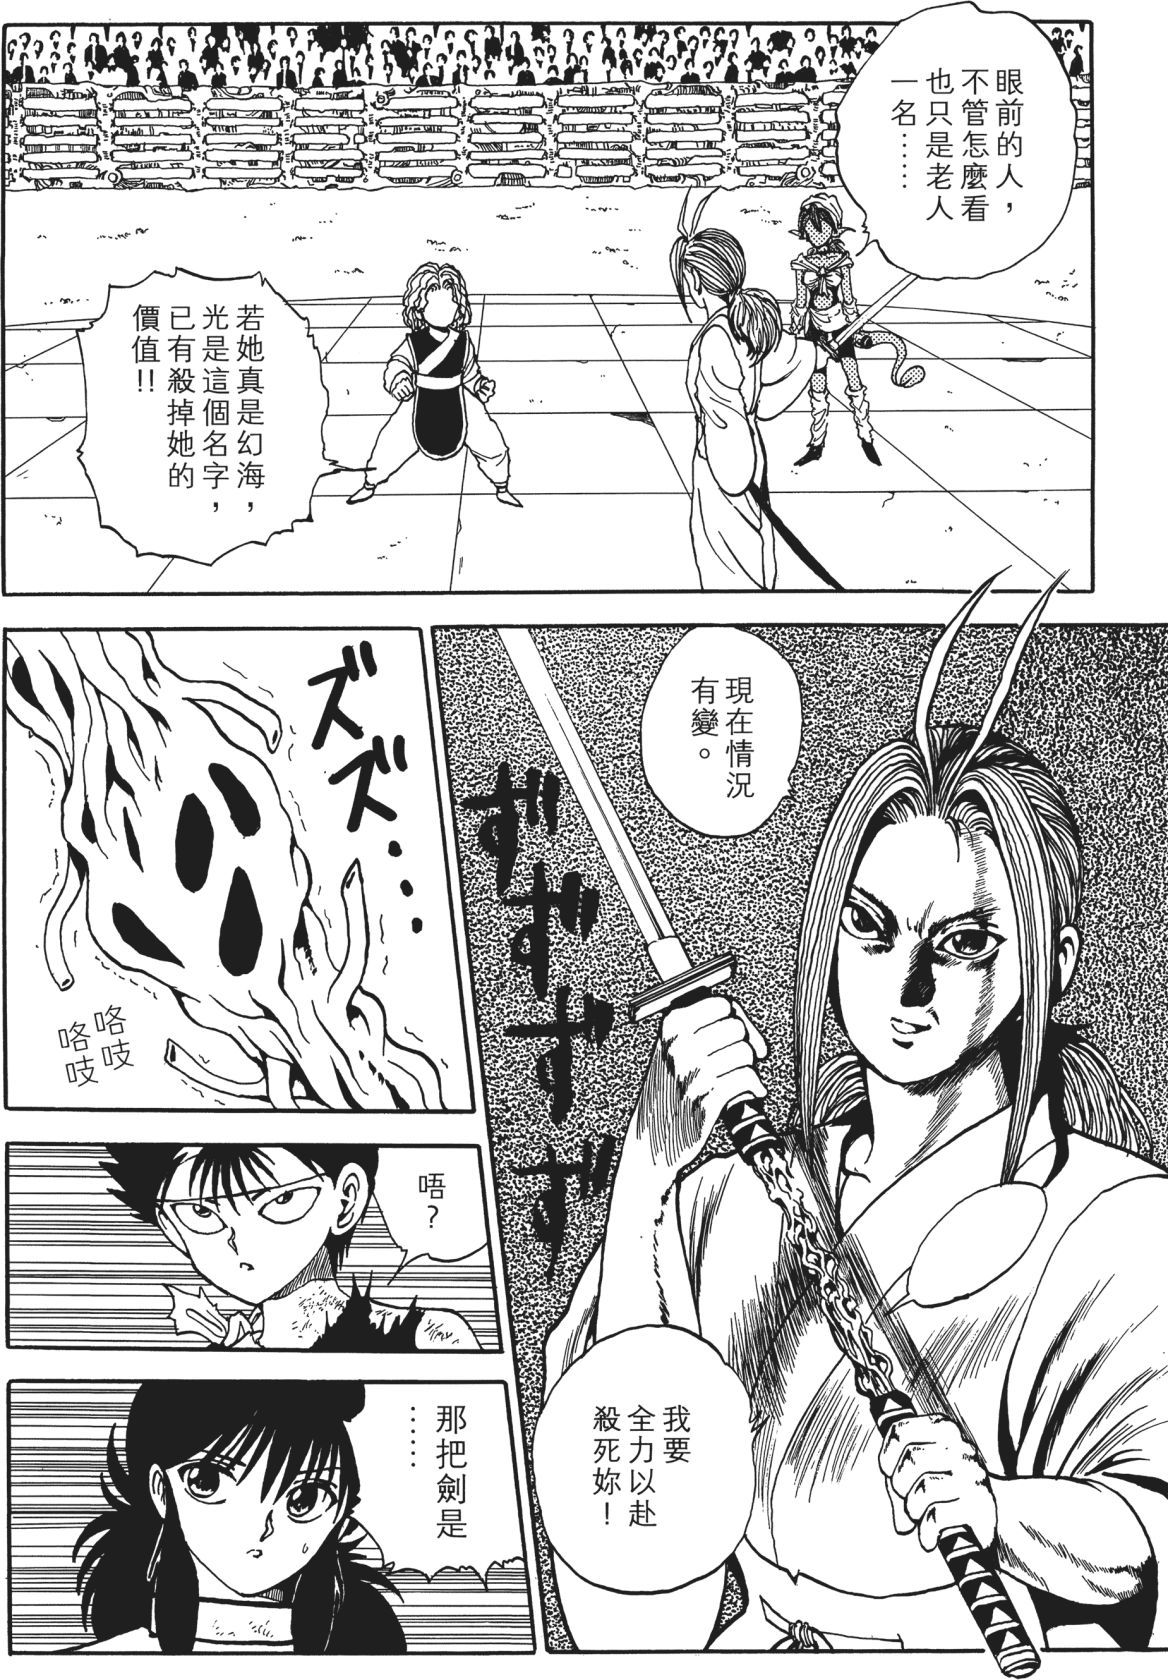 眼前的人，
不管怎麼看
也只是老人
一名……
若她真是幻海，
光是這個名字，
已有殺掉她的
價值!!
現在情況
有變。
ず
ず
ず
ず
我要
全力以赴
殺死妳！
ズ
ズ…
咯吱
咯吱
唔？
那把劍是
……